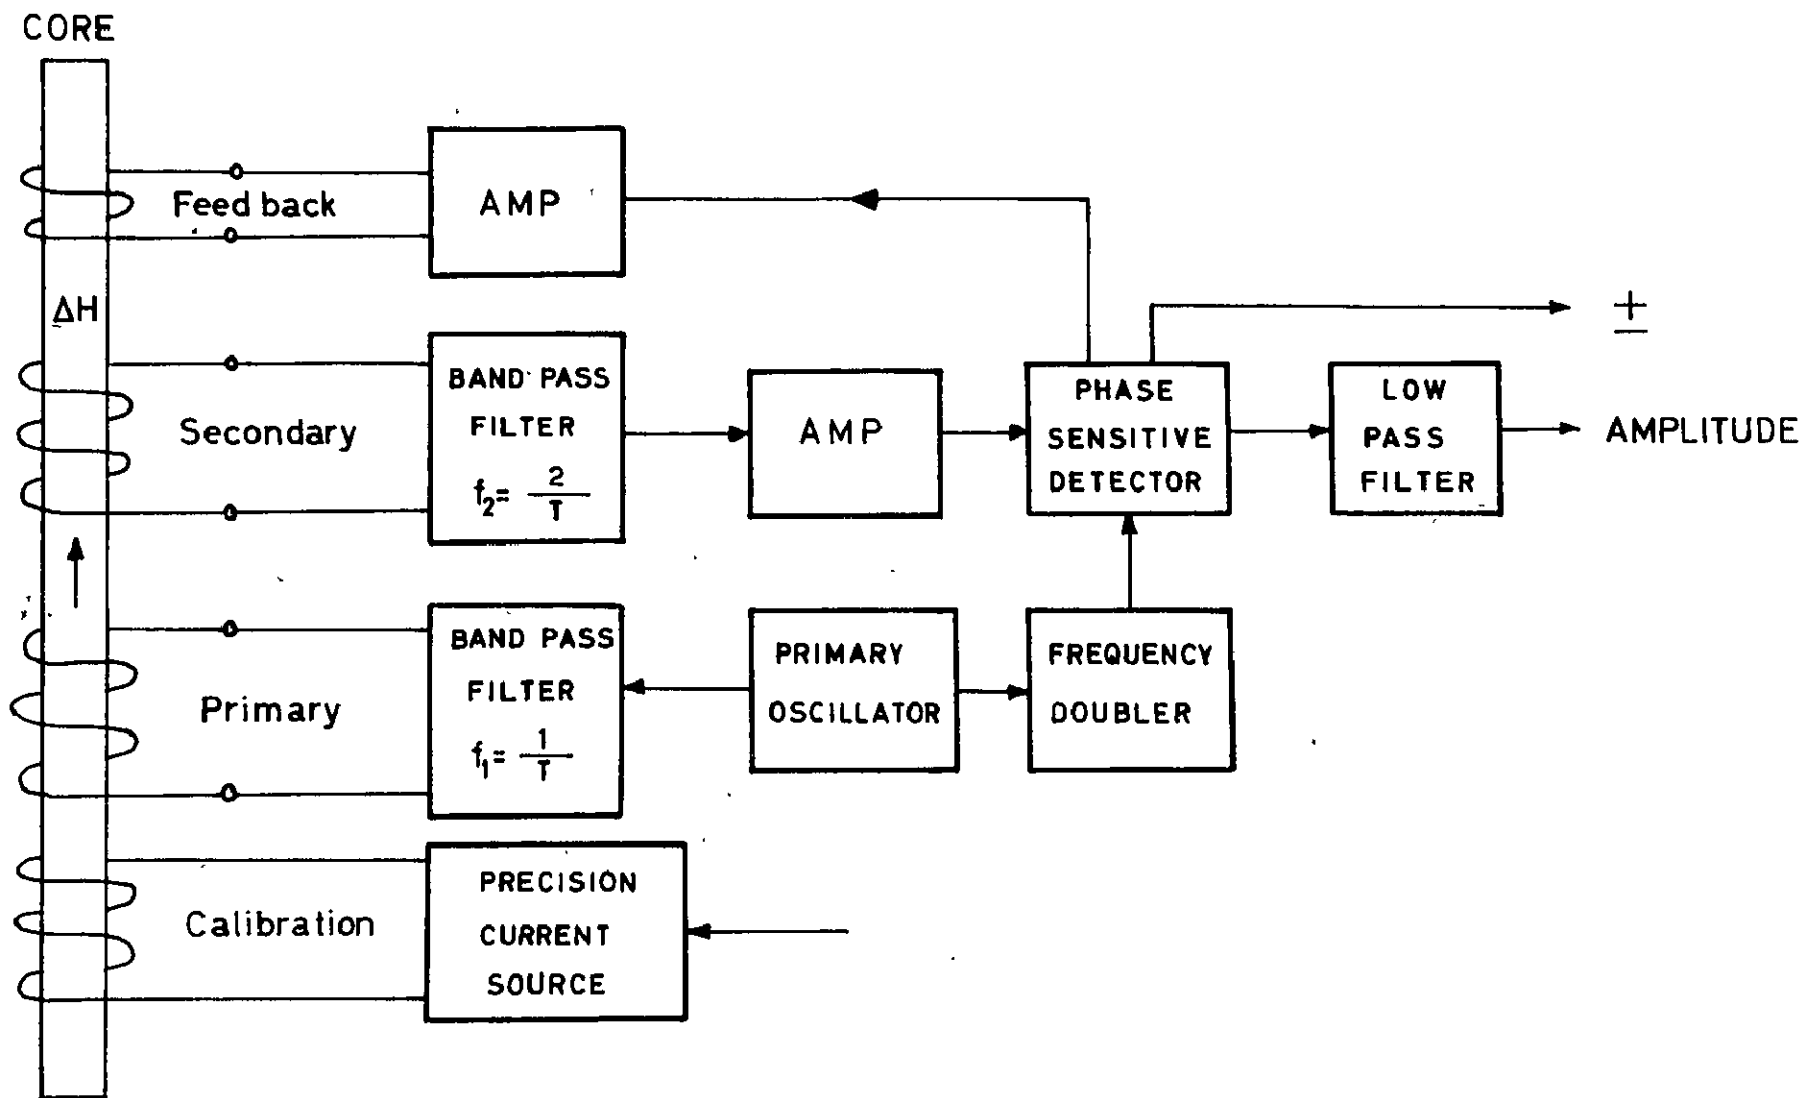 CORE
Feed back
AMP
ΔH
±
Secondary
BAND PASS
FILTER
f₂= 2/T
AMP
PHASE
SENSITIVE
DETECTOR
LOW
PASS
FILTER
AMPLITUDE
Primary
BAND PASS
FILTER
f₁= 1/T
PRIMARY
OSCILLATOR
FREQUENCY
DOUBLER
Calibration
PRECISION
CURRENT
SOURCE